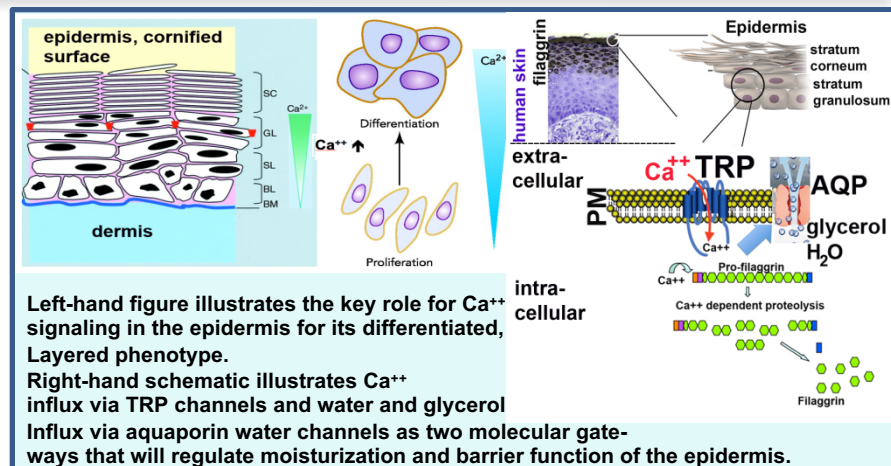 epidermis, cornified
surface
SC
Ca²⁺
GL
SL
BL
BM
dermis
Differentiation
Ca⁺⁺
Proliferation
Ca²⁺
human skin
filaggrin
Epidermis
stratum
corneum
stratum
granulosum
extra-
cellular
Ca⁺⁺ TRP
PM
AQP
Ca⁺⁺
glycerol
H₂O
intra-
cellular
Pro-filaggrin
Ca⁺⁺
Ca⁺⁺ dependent proteolysis
Filaggrin
Left-hand figure illustrates the key role for Ca⁺⁺
signaling in the epidermis for its differentiated,
Layered phenotype.
Right-hand schematic illustrates Ca⁺⁺
influx via TRP channels and water and glycerol
Influx via aquaporin water channels as two molecular gate-
ways that will regulate moisturization and barrier function of the epidermis.